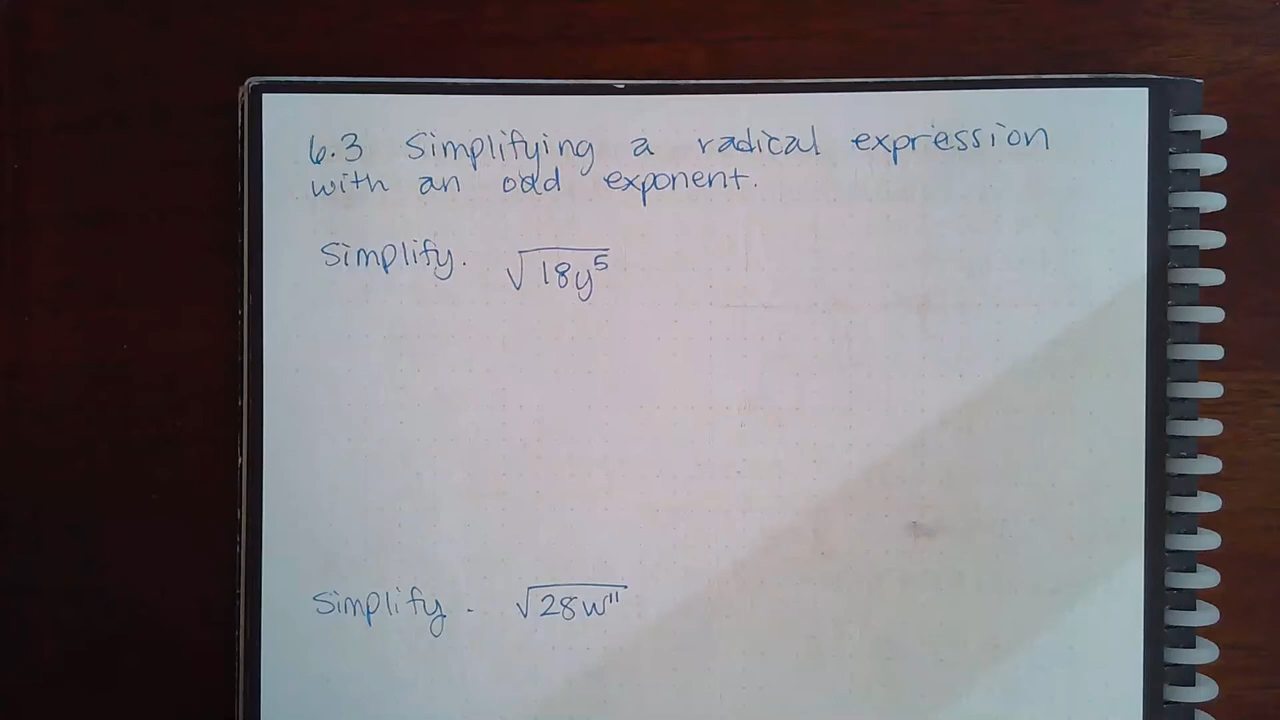 6.3 Simplifying a radical expression
with an odd exponent.
Simplify. √18y⁵
Simplify. √28w¹¹